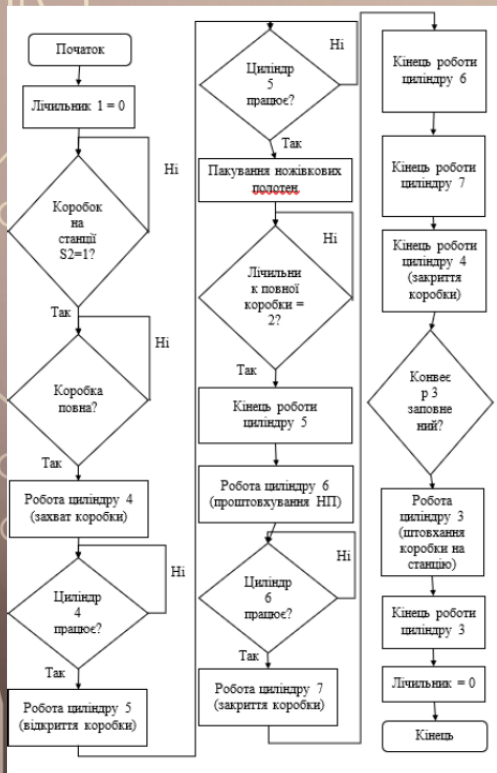 Початок
Лічильник 1 = 0
Ні
Коробок
на
станції
S2=1?
Так
Ні
Коробка
повна?
Так
Робота циліндру 4
(захват коробки)
Ні
Циліндр
4
працює?
Так
Робота циліндру 5
(відкриття коробки)
Ні
Циліндр
5
працює?
Так
Пакування ножівкових
полотен
Ні
Лічильни
к повної
коробки =
2?
Так
Кінець роботи
циліндру 5
Робота циліндру 6
(проштовхування НП)
Ні
Циліндр
6
працює?
Так
Робота циліндру 7
(закриття коробки)
Кінець роботи
циліндру 6
Кінець роботи
циліндру 7
Кінець роботи
циліндру 4
(закриття
коробки)
Конвеє
р 3
заповне
ний?
Робота
циліндру 3
(штовхання
коробки на
станцію)
Кінець роботи
циліндру 3
Лічильник = 0
Кінець